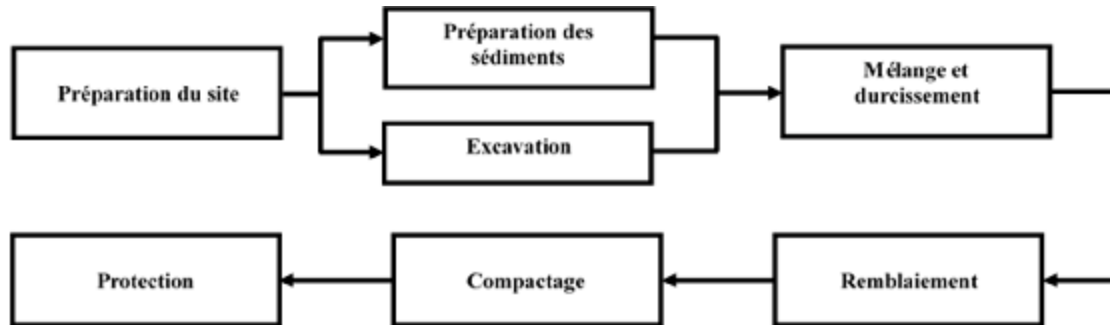 Préparation du site
Préparation des
sédiments
Excavation
Mélange et
durcissement
Remblaiement
Compactage
Protection